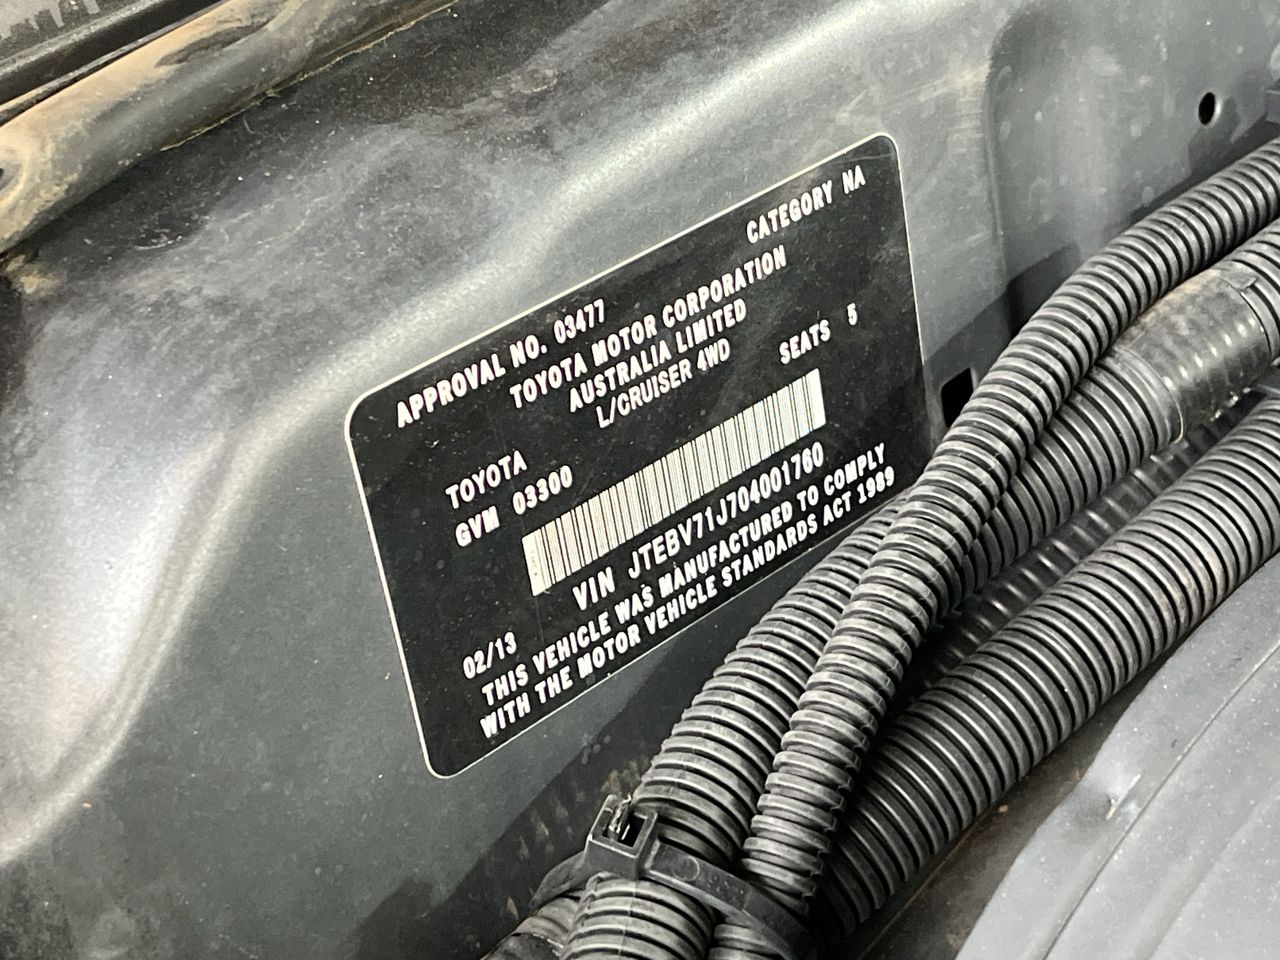 APPROVAL NO. 03477 CATEGORY NA
TOYOTA MOTOR CORPORATION
AUSTRALIA LIMITED
TOYOTA L/CRUISER 4WD
GVM 03300 SEATS 5
VIN JTEBV71J704001760
02/13
THIS VEHICLE WAS MANUFACTURED TO COMPLY
WITH THE MOTOR VEHICLE STANDARDS ACT 1989